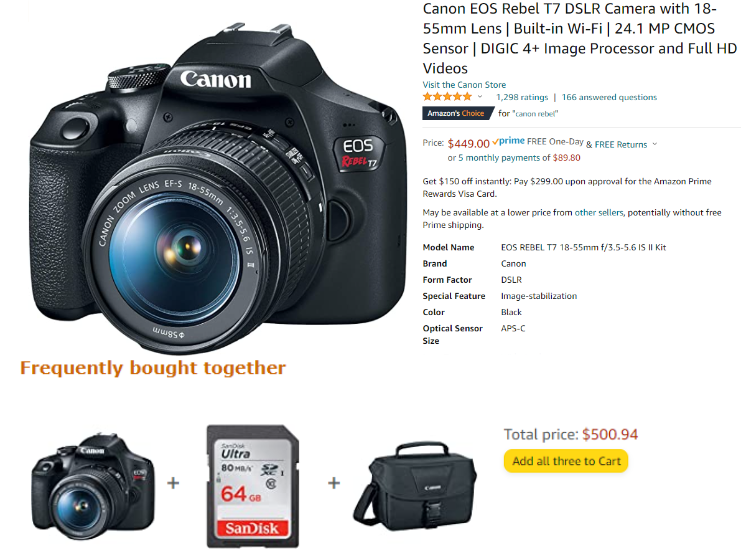 Canon EOS Rebel T7 DSLR Camera with 18-
55mm Lens | Built-in Wi-Fi | 24.1 MP CMOS
Sensor | DIGIC 4+ Image Processor and Full HD
Videos
Visit the Canon Store
1,298 ratings | 166 answered questions
Amazon's Choice for "canon rebel"
Price: $449.00 prime FREE One-Day & FREE Returns
or 5 monthly payments of $89.80
Get $150 off instantly: Pay $299.00 upon approval for the Amazon Prime
Rewards Visa Card.
May be available at a lower price from other sellers, potentially without free
Prime shipping.
Model Name EOS REBEL T7 18-55mm f/3.5-5.6 IS II Kit
Brand Canon
Form Factor DSLR
Special Feature Image-stabilization
Color Black
Optical Sensor APS-C
Size
Canon
EOS
REBEL T7
CANON ZOOM LENS EF-S 18-55mm 1:3.5-5.6 IS II
Φ58mm
Canon
Frequently bought together
Canon
EOS
+
SanDisk
Ultra
80 MB/s
64 GB
SanDisk
+
Canon
Total price: $500.94
Add all three to Cart